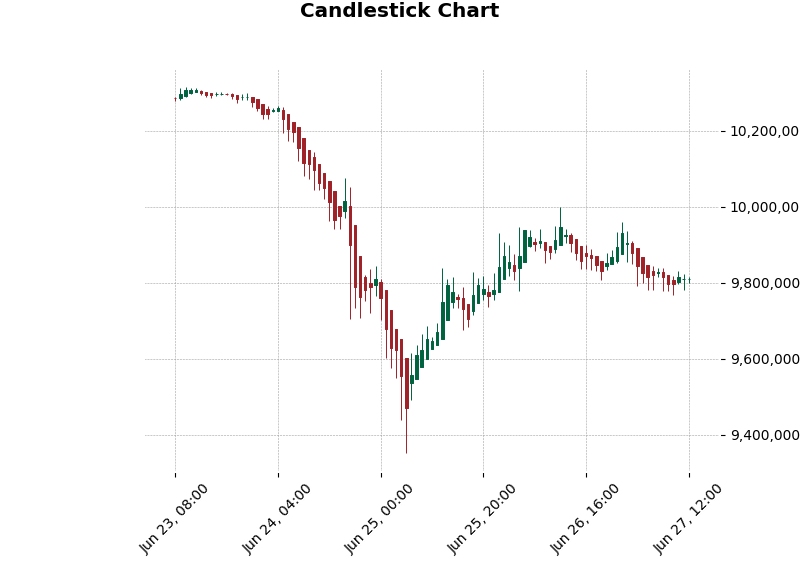 Candlestick Chart
10,200,00
10,000,00
9,800,000
9,600,000
9,400,000
Jun 23, 08:00
Jun 24, 04:00
Jun 25, 00:00
Jun 25, 20:00
Jun 26, 16:00
Jun 27, 12:00